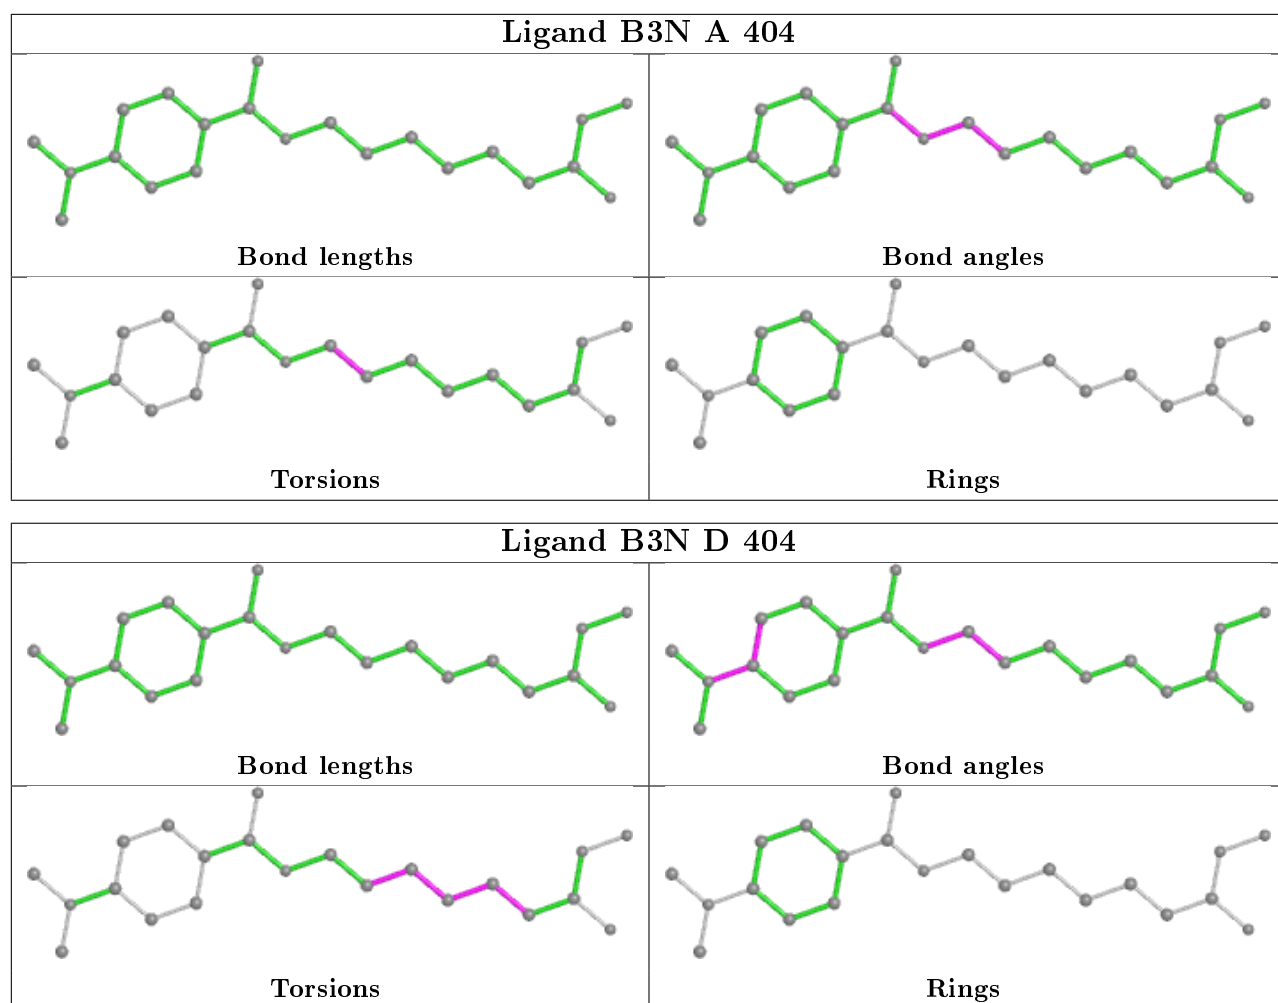 Ligand B3N A 404
Bond lengths
Bond angles
Torsions
Rings
Ligand B3N D 404
Bond lengths
Bond angles
Torsions
Rings